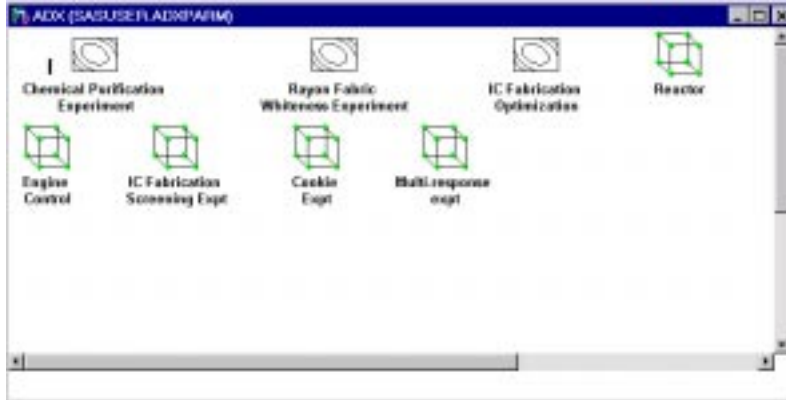 ADX (SASUSER.ADXPARM)
Chemical Purification
Experiment
Rayon Fabric
Whiteness Experiment
IC Fabrication
Optimization
Reactor
Engine
Control
IC Fabrication
Screening Expt
Cookie
Expt
Multi-response
expt